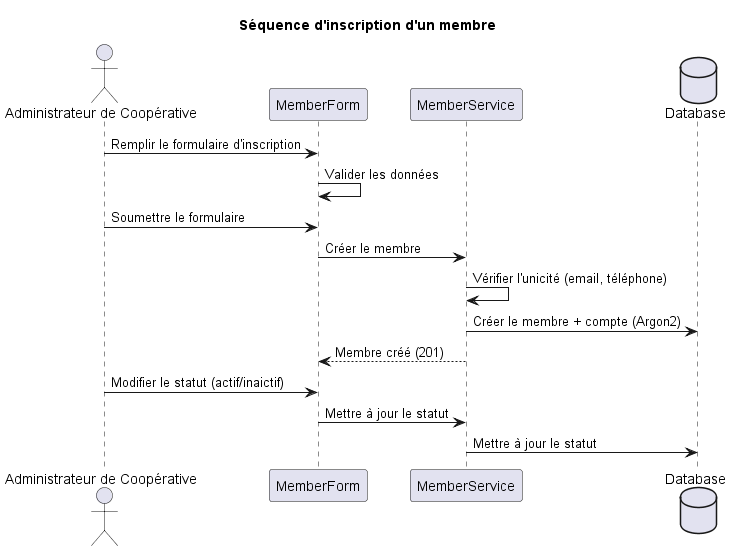 Séquence d'inscription d'un membre
Administrateur de Coopérative
MemberForm
MemberService
Database
Remplir le formulaire d'inscription
Valider les données
Soumettre le formulaire
Créer le membre
Vérifier l'unicité (email, téléphone)
Créer le membre + compte (Argon2)
Membre créé (201)
Modifier le statut (actif/inaictif)
Mettre à jour le statut
Mettre à jour le statut
Administrateur de Coopérative
MemberForm
MemberService
Database